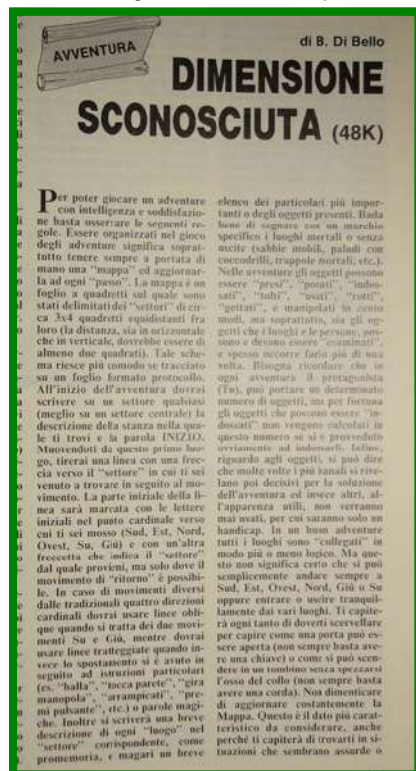 AVVENTURA
di B. Di Bello
DIMENSIONE
SCONOSCIUTA (48K)
Per poter giocare un adventure
con intelligenza e soddisfazio-
ne basta osservare le seguenti re-
gole. Essere organizzati nel gioco
degli adventure significa soprat-
tutto tenere sempre a portata di
mano una "mappa" ed aggiornar-
la ad ogni "passo". La mappa è un
foglio a quadretti sul quale sono
stati delimitati dei "settori" di cir-
ca 3x4 quadretti equidistanti fra
loro (la distanza, sia in orizzontale
che in verticale, dovrebbe essere di
almeno due quadrati). Tale sche-
ma riesce più comodo se tracciato
su un foglio formato protocollo.
All'inizio dell'avventura dovrai
scrivere su un settore qualsiasi
(meglio su un settore centrale) la
descrizione della stanza nella qua-
le ti trovi e la parola INIZIO.
Muovendoti da questo primo luo-
go, tirerai una linea con una frec-
cia verso il "settore" in cui ti sei
venuto a trovare in seguito al mo-
vimento. La parte iniziale della li-
nea sarà marcata con le lettere
iniziali nel punto cardinale verso
cui ti sei mosso (Sud, Est, Nord,
Ovest, Su, Giù) e con un'altra
freccetta che indica il "settore"
dal quale provieni, ma solo dove il
movimento di "ritorno" è possibi-
le. In caso di movimenti diversi
dalle tradizionali quattro direzioni
cardinali dovrai usare linee obli-
que quando si tratta dei due movi-
menti Su e Giù, mentre dovrai
usare linee tratteggiate quando in-
vece lo spostamento si è avuto in
seguito ad istruzioni particolari
(es. "balla", "tocca parete", "gira
manopola", "arrampicati", "pre-
mi pulsante", etc.) o parole magi-
che. Inoltre si scriverà una breve
descrizione di ogni "luogo" nel
"settore" corrispondente, come
promemoria, e magari un breve
elenco dei particolari più impor-
tanti o degli oggetti presenti. Bada
bene di segnare con un marchio
specifico i luoghi mortali o senza
uscite (sabbie mobili, paludi con
coccodrilli, trappole mortali, etc.).
Nelle avventure gli oggetti possono
essere "presi", "posati", "indos-
sati", "tolti", "usati", "rotti",
"gettati", e manipolati in cento
modi, ma soprattutto, sia gli og-
getti che i luoghi e le persone, pos-
sono e devono essere "esaminati",
e spesso occorre farlo più di una
volta. Bisogna ricordare che in
ogni avventura il protagonista
(Tu), può portare un determinato
numero di oggetti, ma per fortuna
gli oggetti che possono essere "in-
dossati" non vengono calcolati in
questo numero se si è provveduto
ovviamente ad indossarli. Infine,
riguardo agli oggetti, si può dire
che molte volte i più banali si rive-
lano poi decisivi per la soluzione
dell'avventura ed invece altri, al-
l'apparenza utili, non verranno
mai usati, per cui saranno solo un
handicap. In un buon adventure
tutti i luoghi sono "collegati" in
modo più o meno logico. Ma que-
sto non significa certo che si può
semplicemente andare sempre a
Sud, Est, Ovest, Nord, Giù o Su
oppure entrare o uscire tranquil-
lamente dai vari luoghi. Ti capite-
rà ogni tanto di doverti scervellare
per capire come una porta può es-
sere aperta (non sempre basta ave-
re una chiave) o come si può scen-
dere in un tombino senza spezzarsi
l'osso del collo (non sempre basta
avere una corda). Non dimenticare
di aggiornare costantemente la
Mappa. Questo è il dato più carat-
teristico da considerare, anche
perché ti capiterà di trovarti in si-
tuazioni che sembrano assurde o